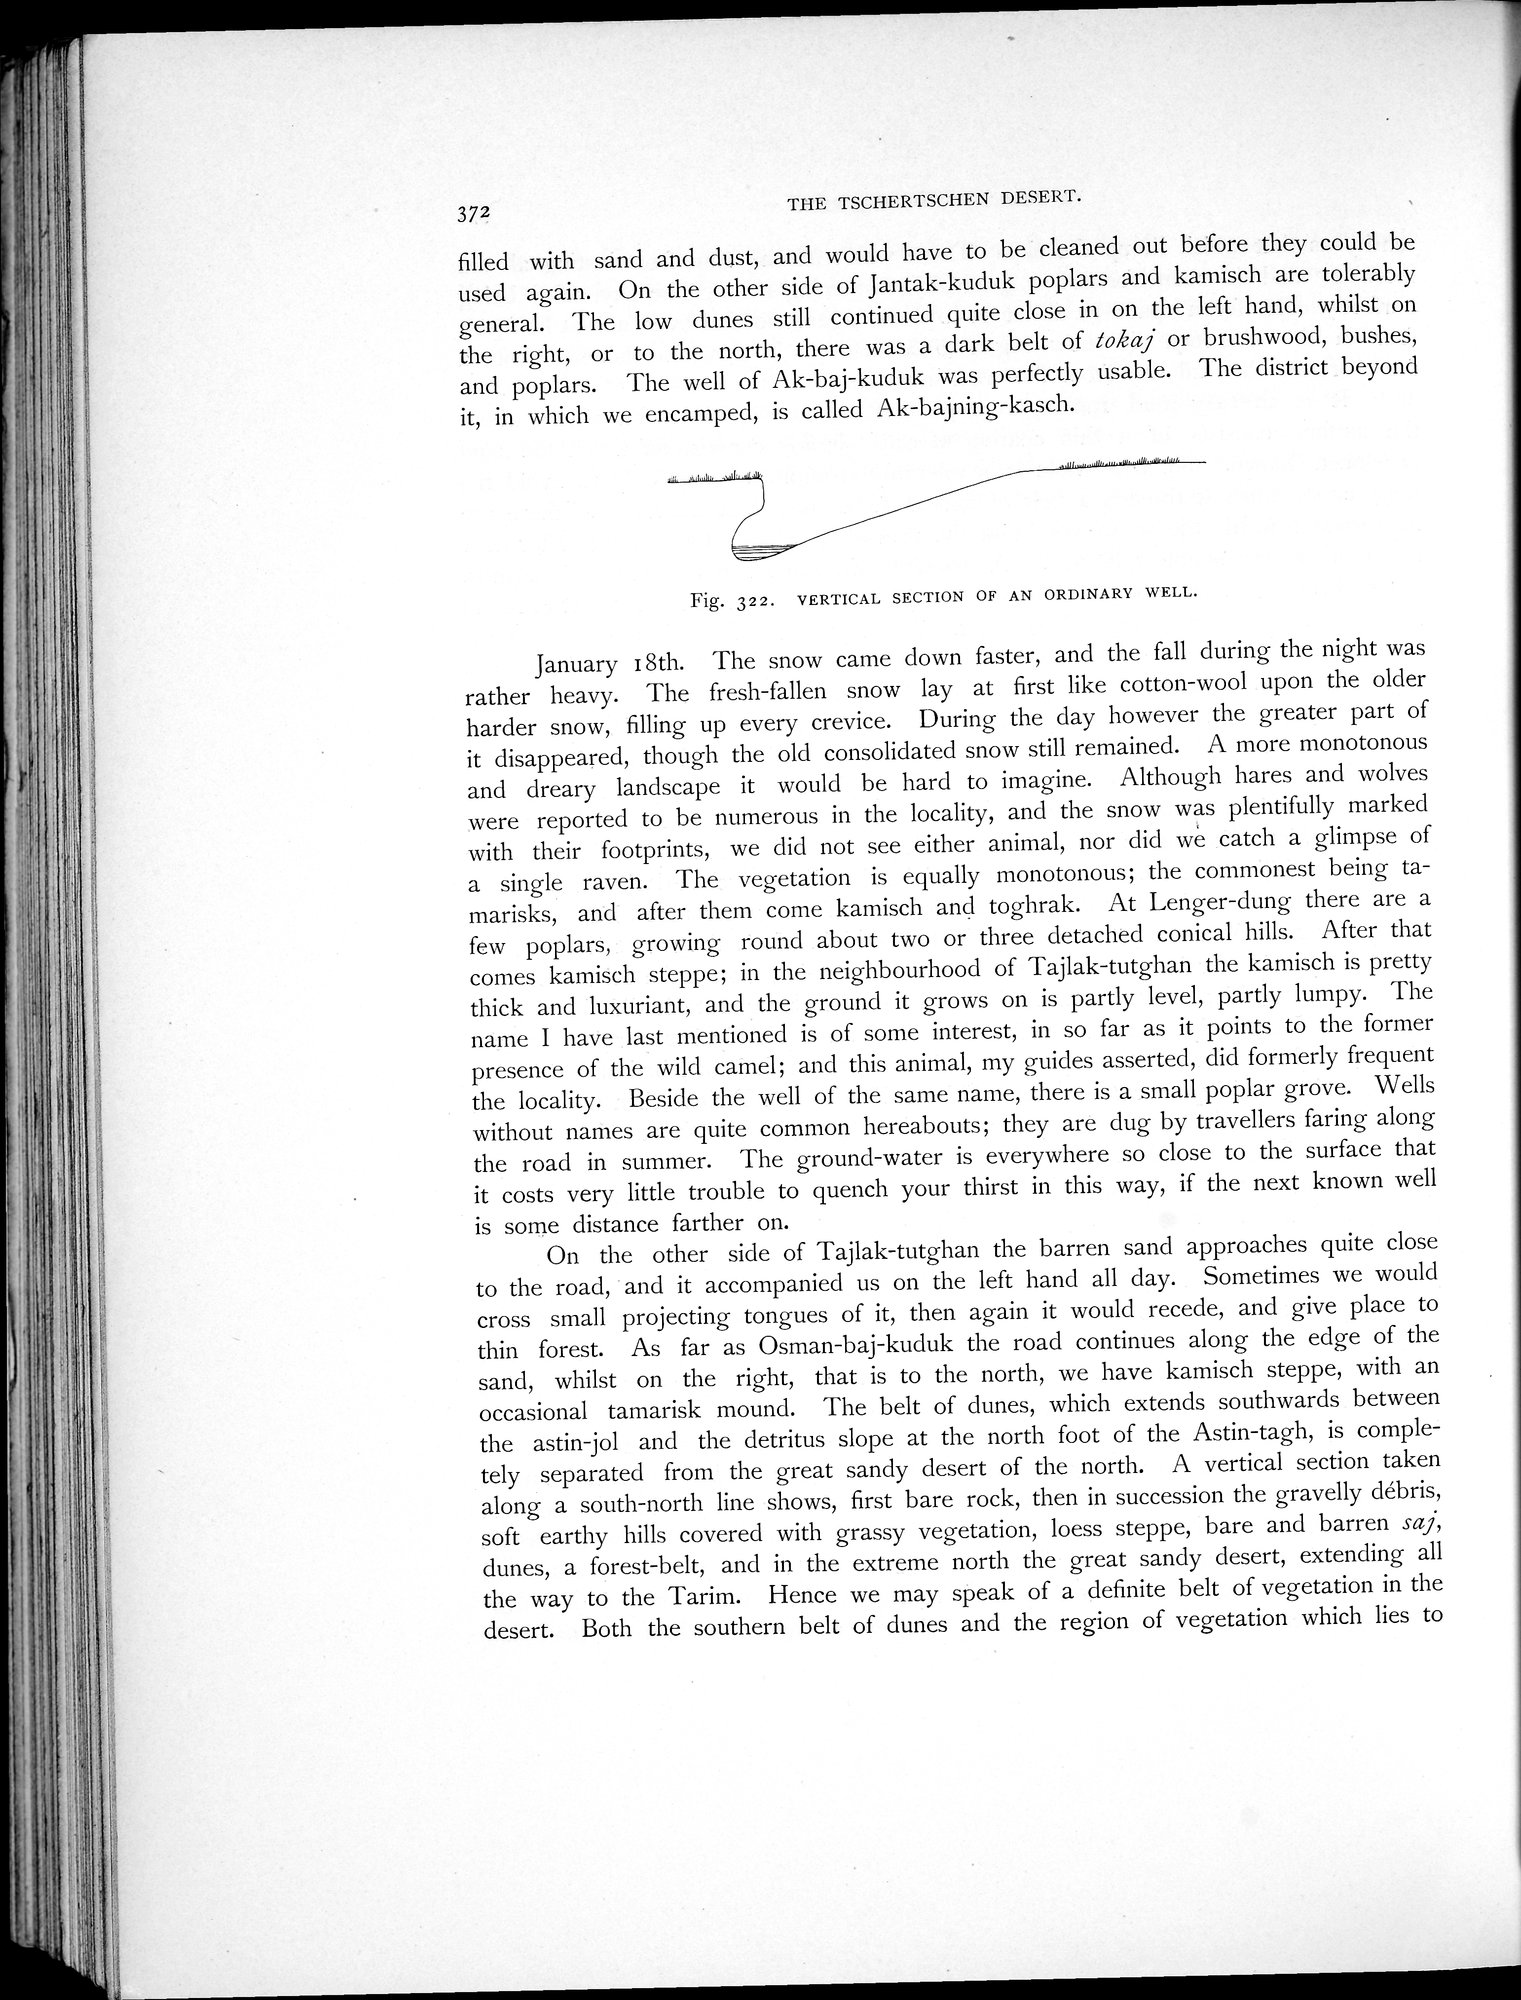 372
THE TSCHERTSCHEN DESERT.
filled with sand and dust, and would have to be cleaned out before they could be
used again. On the other side of Jantak-kuduk poplars and kamisch are tolerably
general. The low dunes still continued quite close in on the left hand, whilst on
the right, or to the north, there was a dark belt of tokaj or brushwood, bushes,
and poplars. The well of Ak-baj-kuduk was perfectly usable. The district beyond
it, in which we encamped, is called Ak-bajning-kasch.
Fig. 322. VERTICAL SECTION OF AN ORDINARY WELL.
January 18th. The snow came down faster, and the fall during the night was
rather heavy. The fresh-fallen snow lay at first like cotton-wool upon the older
harder snow, filling up every crevice. During the day however the greater part of
it disappeared, though the old consolidated snow still remained. A more monotonous
and dreary landscape it would be hard to imagine. Although hares and wolves
were reported to be numerous in the locality, and the snow was plentifully marked
with their footprints, we did not see either animal, nor did we catch a glimpse of
a single raven. The vegetation is equally monotonous; the commonest being ta-
marisks, and after them come kamisch and toghrak. At Lenger-dung there are a
few poplars, growing round about two or three detached conical hills. After that
comes kamisch steppe; in the neighbourhood of Tajlak-tutghan the kamisch is pretty
thick and luxuriant, and the ground it grows on is partly level, partly lumpy. The
name I have last mentioned is of some interest, in so far as it points to the former
presence of the wild camel; and this animal, my guides asserted, did formerly frequent
the locality. Beside the well of the same name, there is a small poplar grove. Wells
without names are quite common hereabouts; they are dug by travellers faring along
the road in summer. The ground-water is everywhere so close to the surface that
it costs very little trouble to quench your thirst in this way, if the next known well
is some distance farther on.
On the other side of Tajlak-tutghan the barren sand approaches quite close
to the road, and it accompanied us on the left hand all day. Sometimes we would
cross small projecting tongues of it, then again it would recede, and give place to
thin forest. As far as Osman-baj-kuduk the road continues along the edge of the
sand, whilst on the right, that is to the north, we have kamisch steppe, with an
occasional tamarisk mound. The belt of dunes, which extends southwards between
the astin-jol and the detritus slope at the north foot of the Astin-tagh, is comple-
tely separated from the great sandy desert of the north. A vertical section taken
along a south-north line shows, first bare rock, then in succession the gravelly débris,
soft earthy hills covered with grassy vegetation, loess steppe, bare and barren saj,
dunes, a forest-belt, and in the extreme north the great sandy desert, extending all
the way to the Tarim. Hence we may speak of a definite belt of vegetation in the
desert. Both the southern belt of dunes and the region of vegetation which lies to